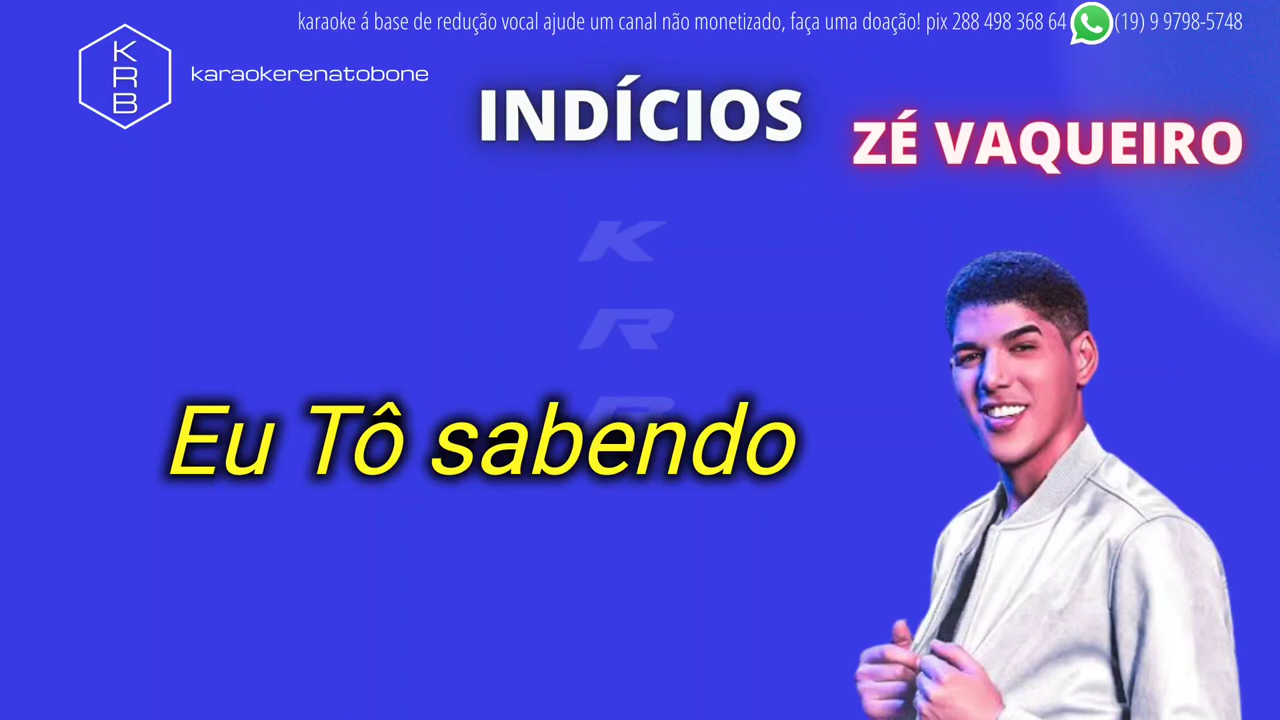 karaoke á base de redução vocal ajude um canal não monetizado, faça uma doação! pix 288 498 368 64 (19) 9 9798-5748
K
R
B
karaokerenatobone
INDÍCIOS
ZÉ VAQUEIRO
K
R
B
Eu Tô sabendo